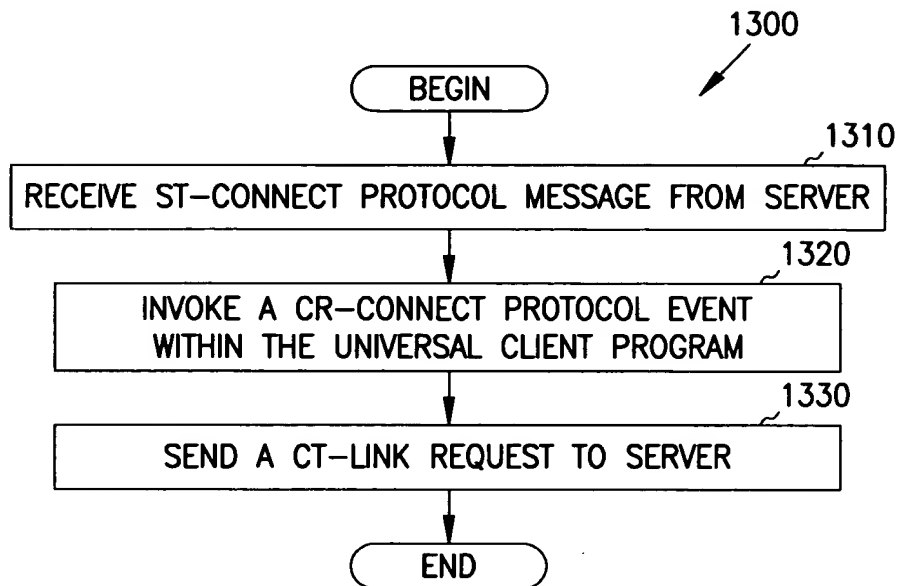 1300
BEGIN
1310
RECEIVE ST-CONNECT PROTOCOL MESSAGE FROM SERVER
1320
INVOKE A CR-CONNECT PROTOCOL EVENT
WITHIN THE UNIVERSAL CLIENT PROGRAM
1330
SEND A CT-LINK REQUEST TO SERVER
END